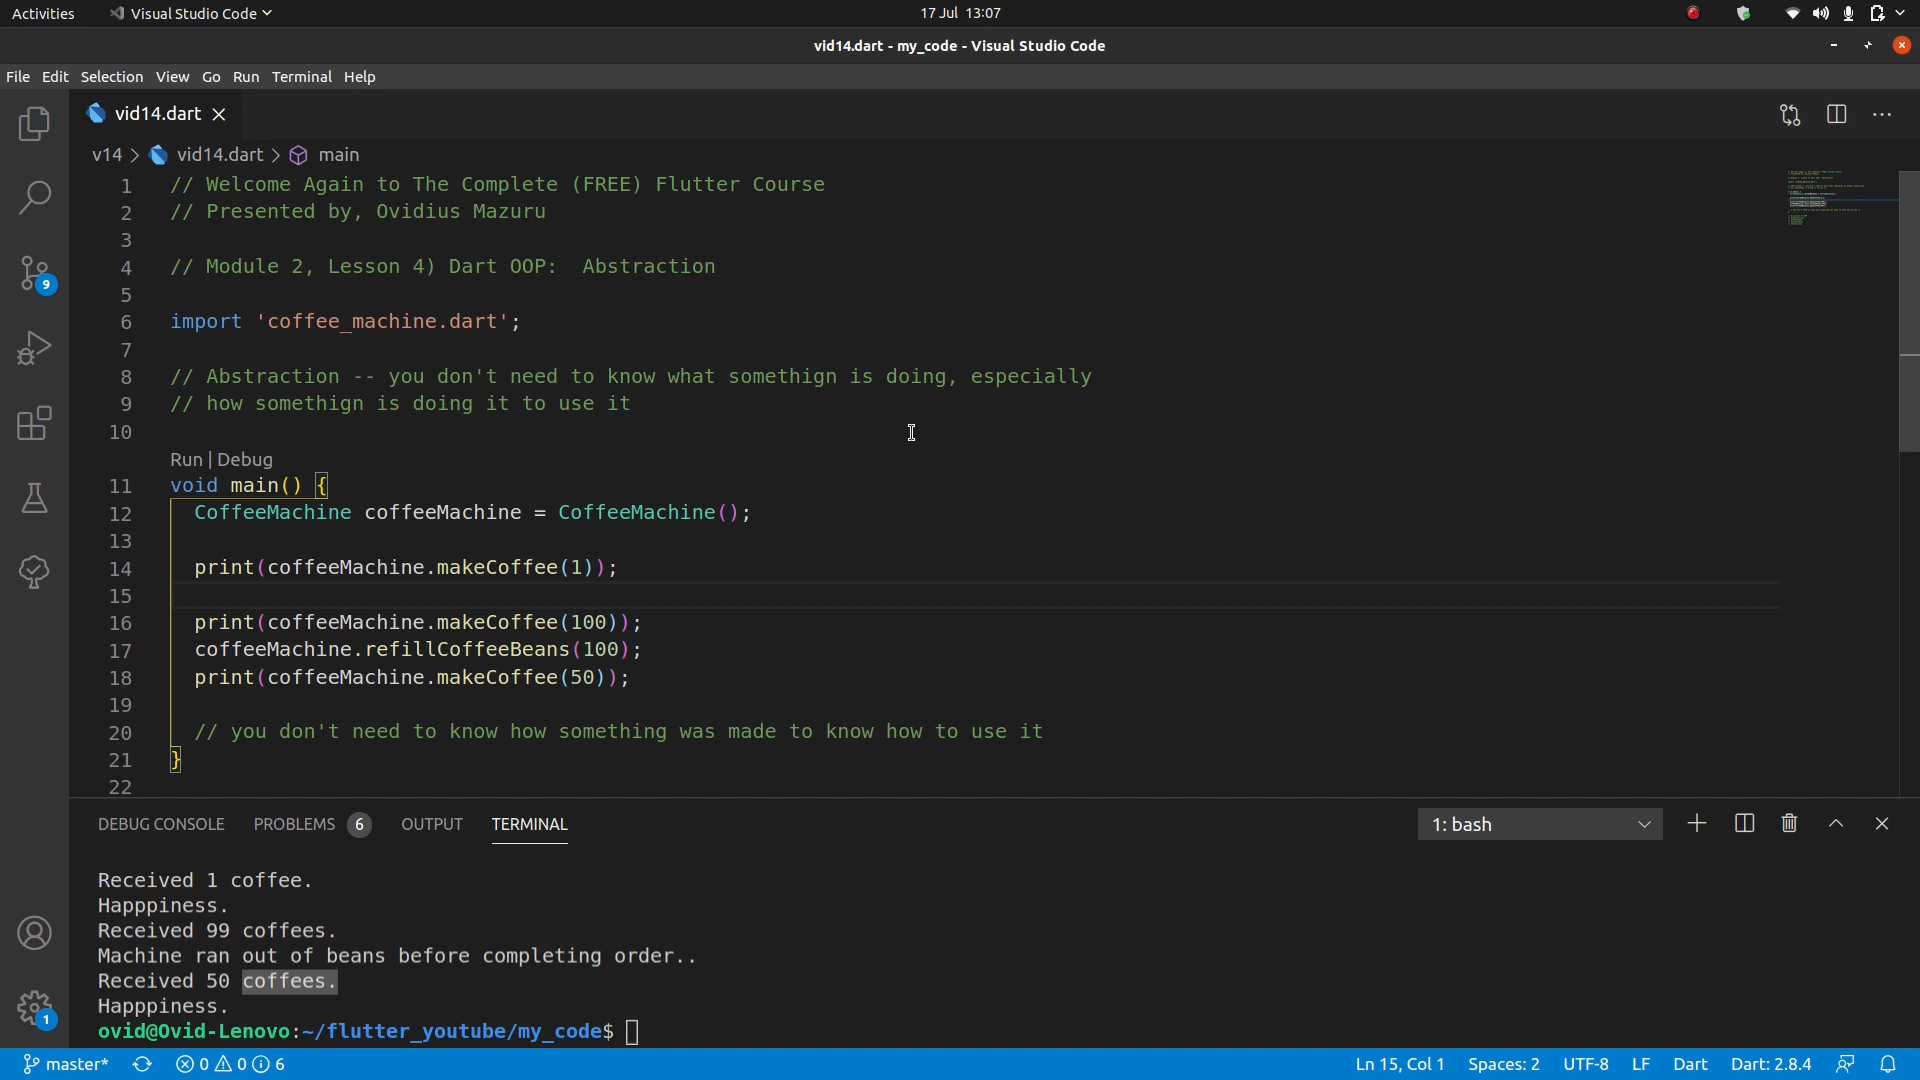 Activities Visual Studio Code 17 Jul 13:07
vid14.dart - my_code - Visual Studio Code
File Edit Selection View Go Run Terminal Help
vid14.dart
v14 > vid14.dart > main
1 // Welcome Again to The Complete (FREE) Flutter Course
2 // Presented by, Ovidius Mazuru
3
4 // Module 2, Lesson 4) Dart OOP:  Abstraction
5
6 import 'coffee_machine.dart';
7
8 // Abstraction -- you don't need to know what somethign is doing, especially
9 // how somethign is doing it to use it
10
Run | Debug
11 void main() {
12   CoffeeMachine coffeeMachine = CoffeeMachine();
13
14   print(coffeeMachine.makeCoffee(1));
15
16   print(coffeeMachine.makeCoffee(100));
17   coffeeMachine.refillCoffeeBeans(100);
18   print(coffeeMachine.makeCoffee(50));
19
20   // you don't need to know how something was made to know how to use it
21 }
22
9
1
DEBUG CONSOLE PROBLEMS 6 OUTPUT TERMINAL 1: bash
Received 1 coffee.
Happpiness.
Received 99 coffees.
Machine ran out of beans before completing order..
Received 50 coffees.
Happpiness.
ovid@Ovid-Lenovo:~/flutter_youtube/my_code$
master* 0 0 6 Ln 15, Col 1 Spaces: 2 UTF-8 LF Dart Dart: 2.8.4